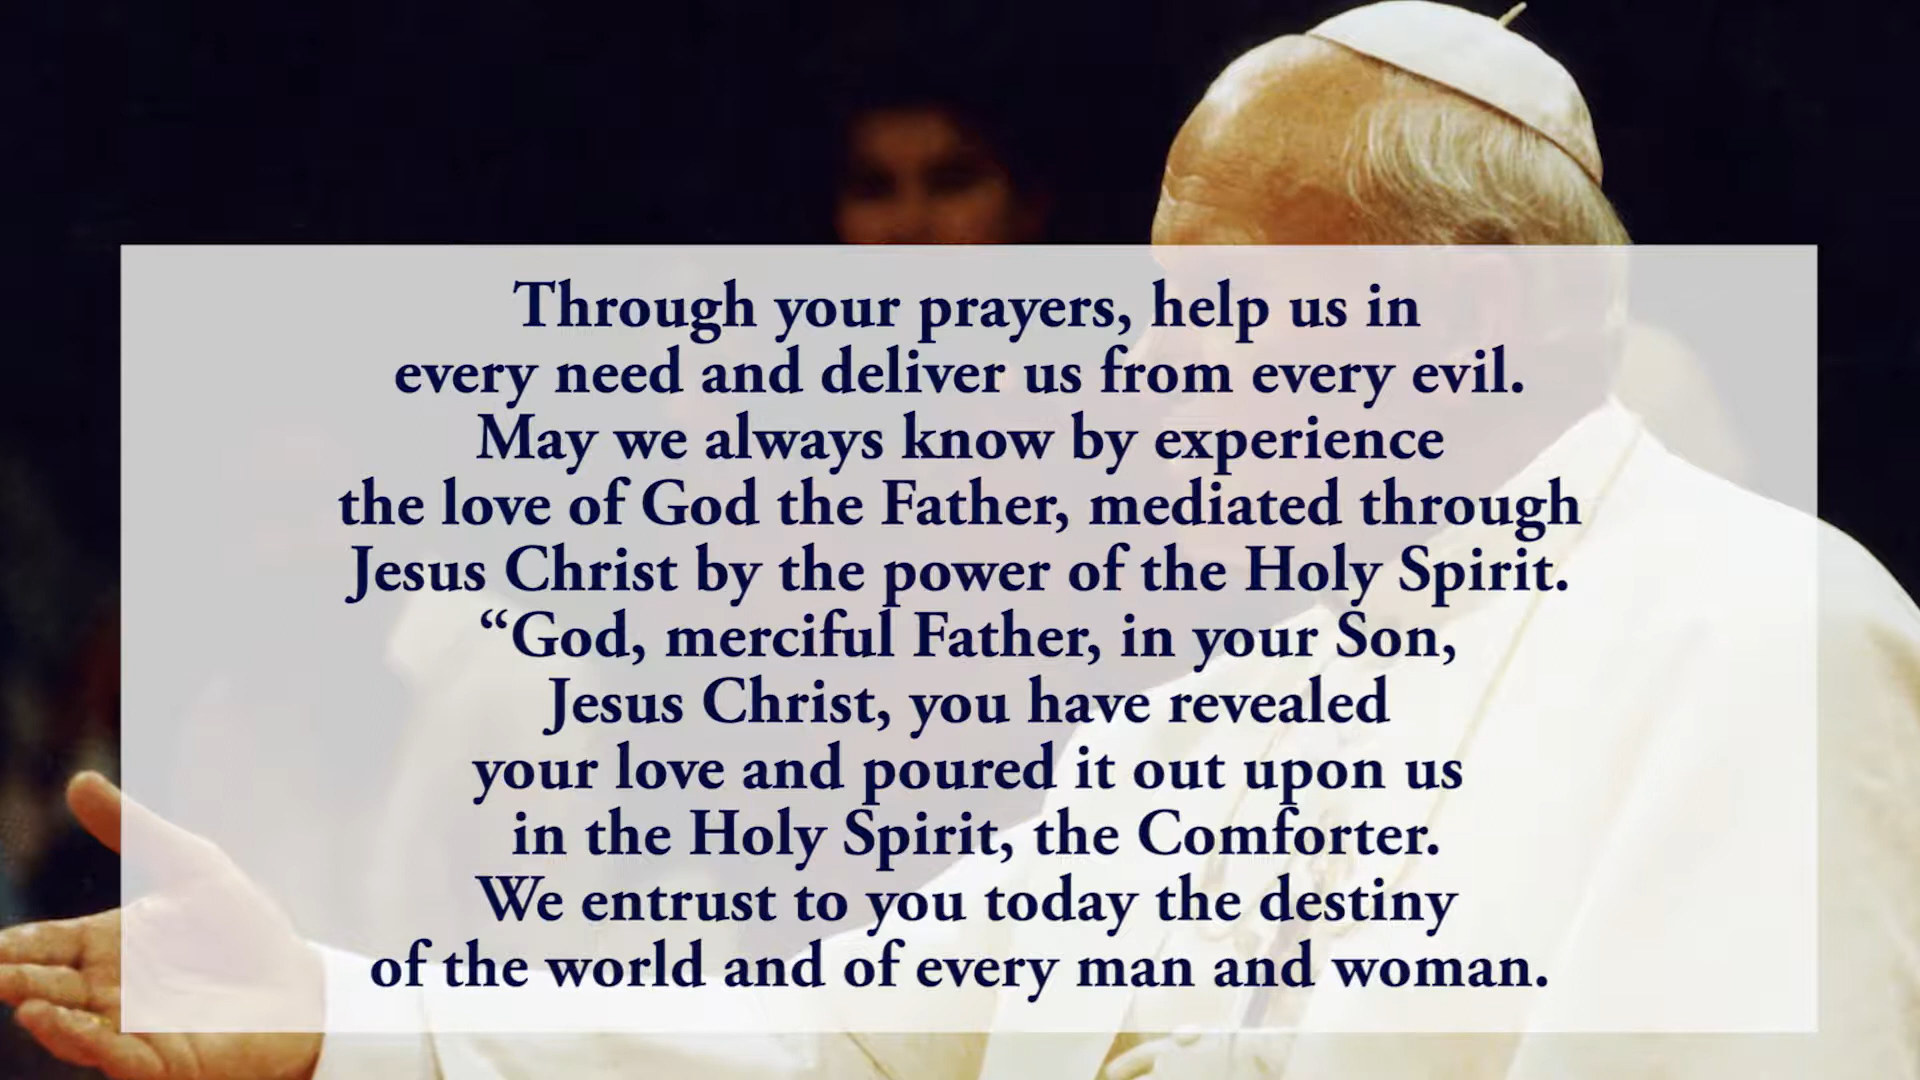 Through your prayers, help us in
every need and deliver us from every evil.
May we always know by experience
the love of God the Father, mediated through
Jesus Christ by the power of the Holy Spirit.
“God, merciful Father, in your Son,
Jesus Christ, you have revealed
your love and poured it out upon us
in the Holy Spirit, the Comforter.
We entrust to you today the destiny
of the world and of every man and woman.